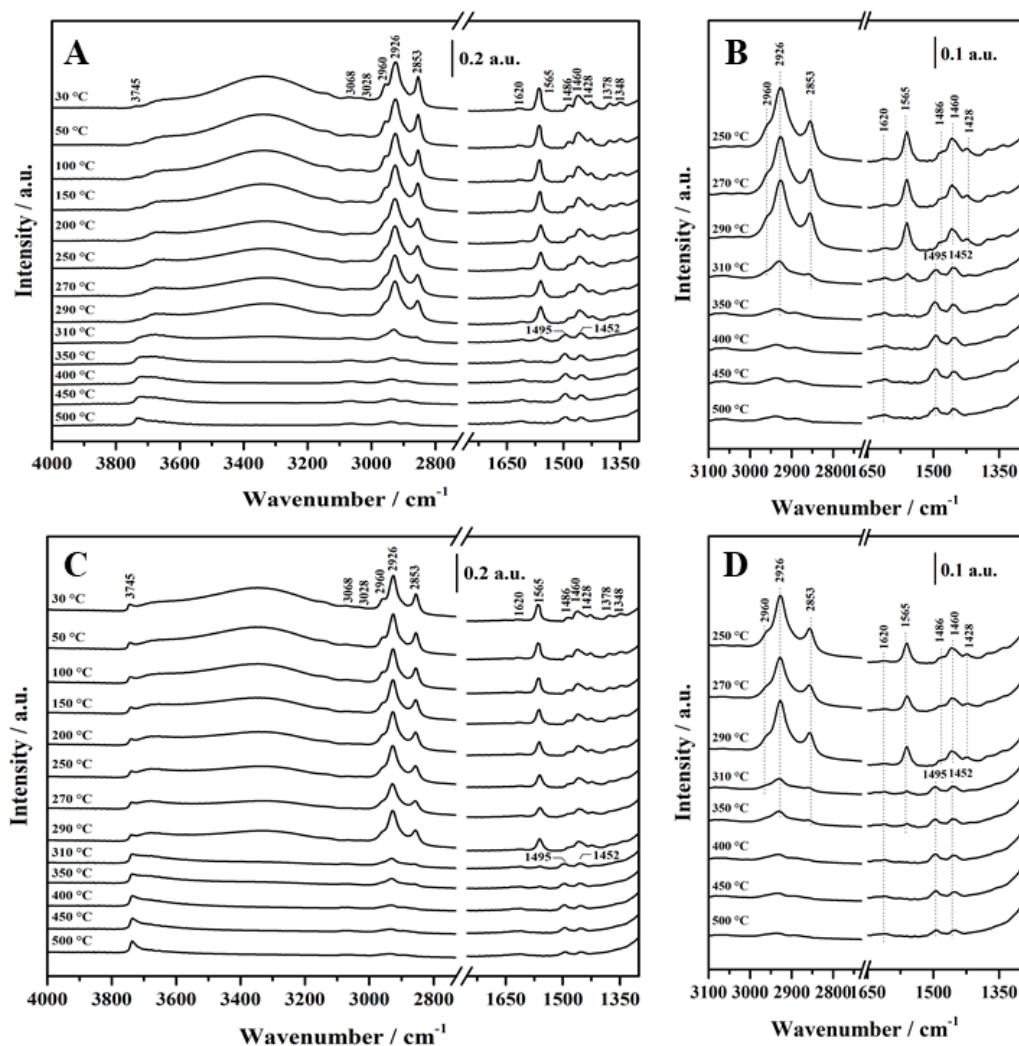 A
3745
3068
3028
2960
2926
2853
0.2 a.u.
1620
1565
1486
1460
1428
1378
1348
30 °C
50 °C
100 °C
150 °C
200 °C
250 °C
270 °C
290 °C
310 °C
350 °C
400 °C
450 °C
500 °C
1495
1452
Intensity / a.u.
4000 3600 3200 3000 2800 1650 1500 1350
Wavenumber / cm-1
B
2960
2926
2853
0.1 a.u.
1620
1565
1486
1460
1428
250 °C
270 °C
290 °C
310 °C
350 °C
400 °C
450 °C
500 °C
1495
1452
Intensity / a.u.
3100 3000 2900 2800 1650 1500 1350
Wavenumber / cm-1
C
3745
3068
3028
2960
2926
2853
0.2 a.u.
1620
1565
1486
1460
1428
1378
1348
30 °C
50 °C
100 °C
150 °C
200 °C
250 °C
270 °C
290 °C
310 °C
350 °C
400 °C
450 °C
500 °C
1495
1452
Intensity / a.u.
4000 3600 3200 3000 2800 1650 1500 1350
Wavenumber / cm-1
D
2960
2926
2853
0.1 a.u.
1620
1565
1486
1460
1428
250 °C
270 °C
290 °C
310 °C
350 °C
400 °C
450 °C
500 °C
1495
1452
Intensity / a.u.
3100 3000 2900 2800 1650 1500 1350
Wavenumber / cm-1